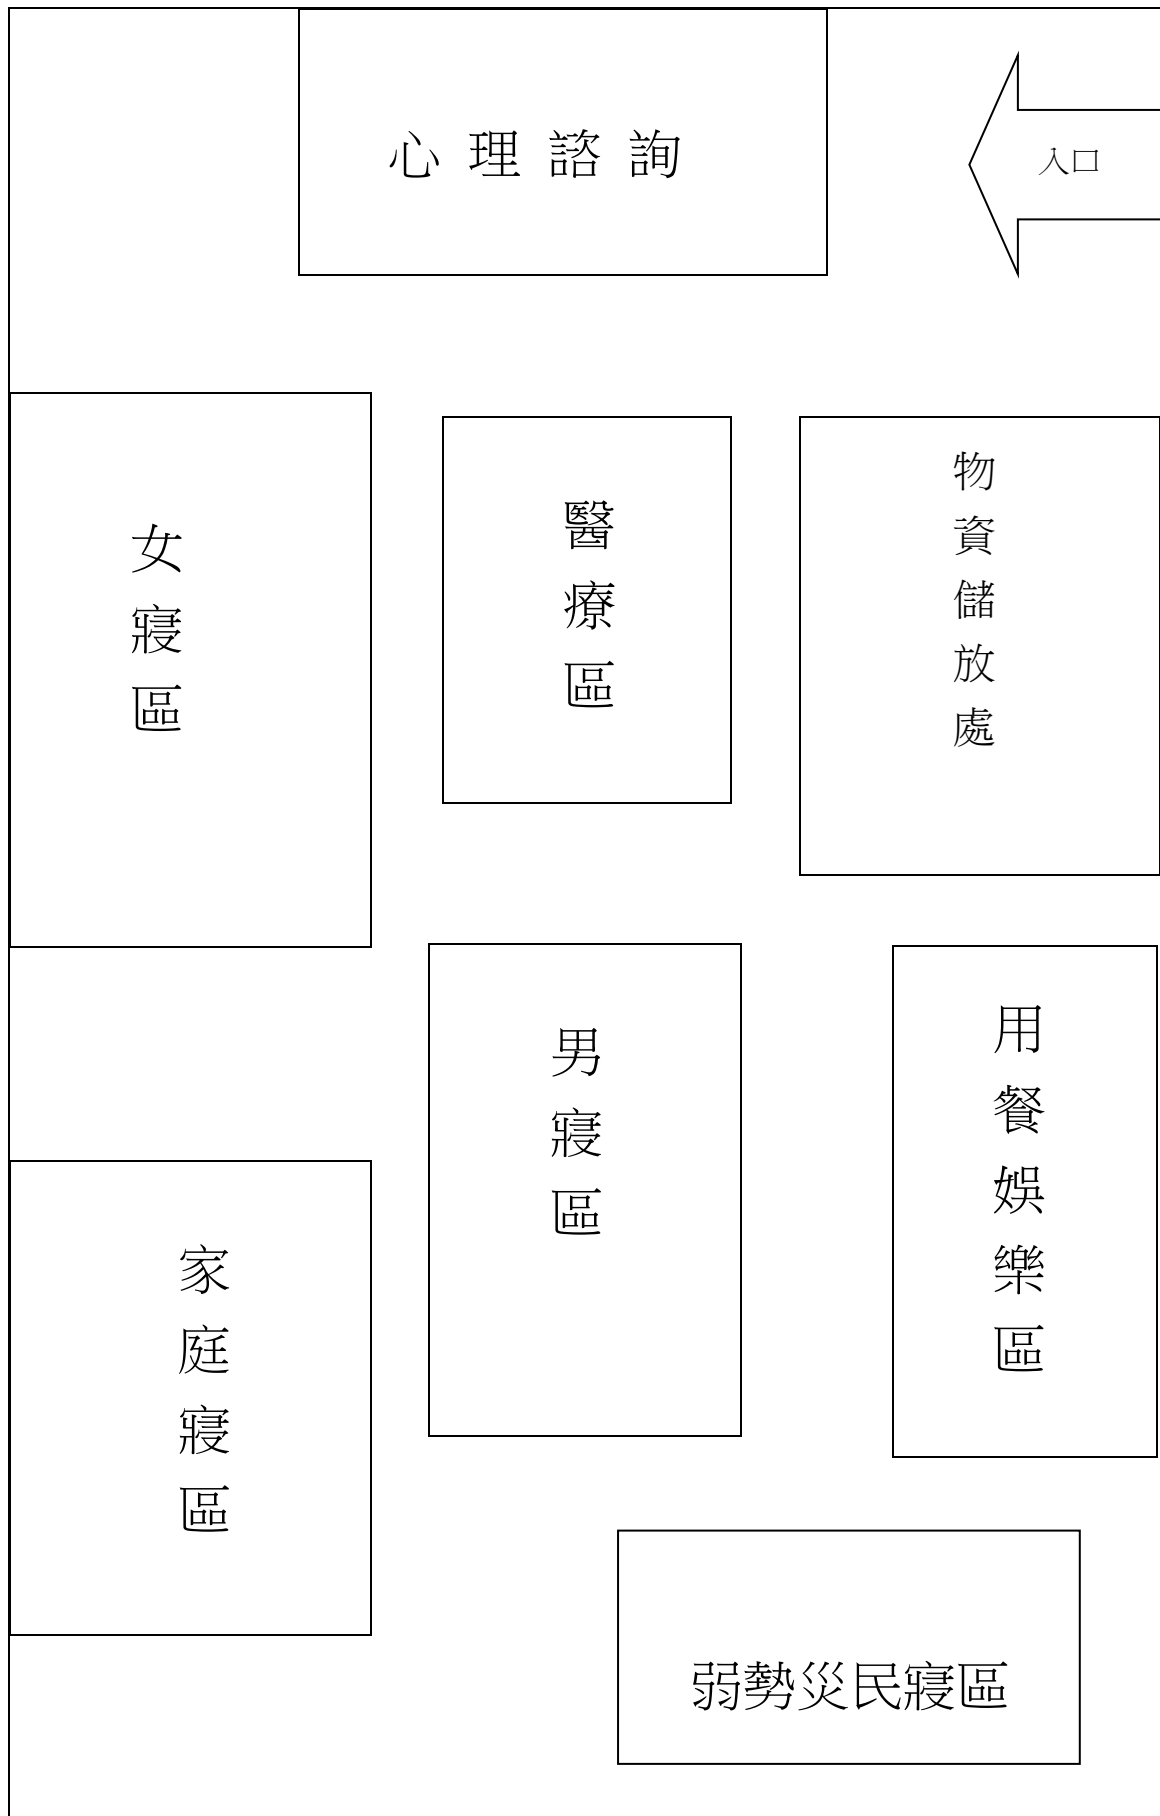 心理諮詢
入口
女寢區
醫療區
物資儲放處
男寢區
用餐娛樂區
家庭寢區
弱勢災民寢區